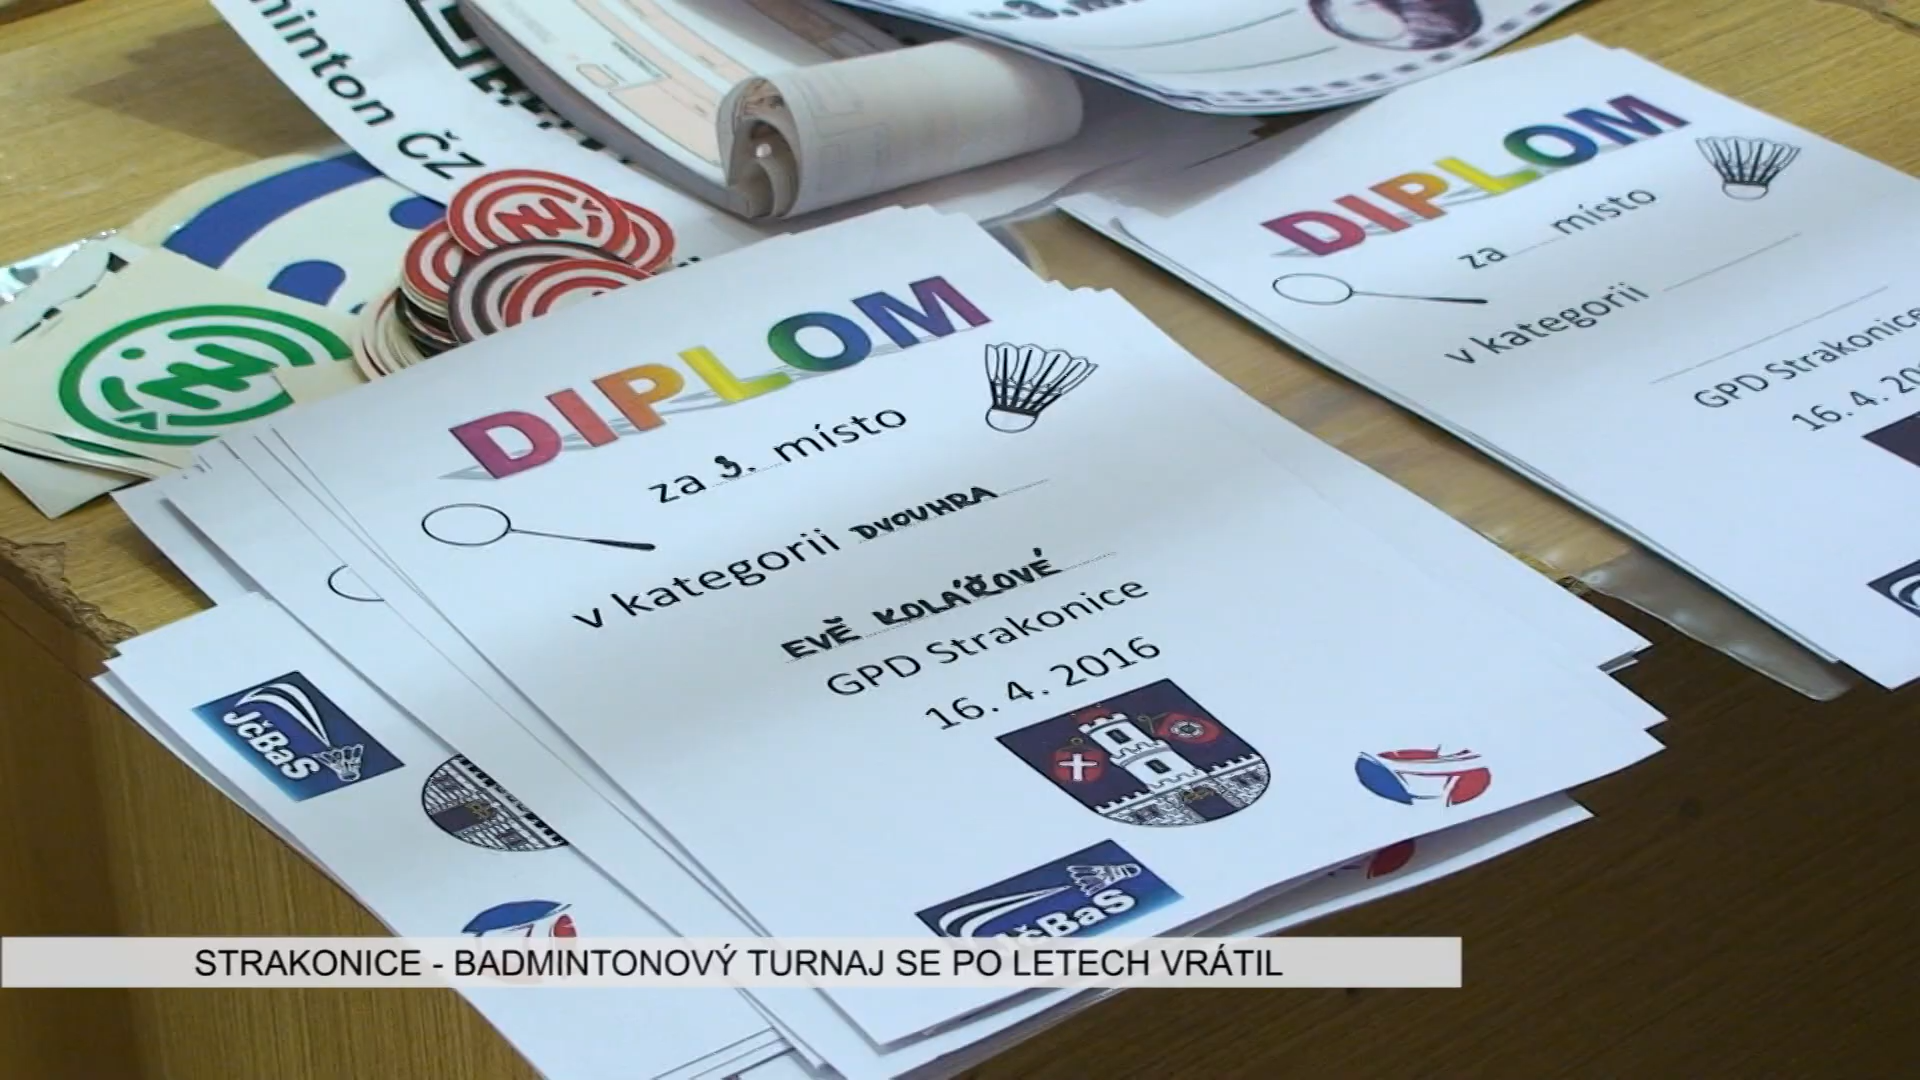 minton ČZ
DIPLOM
za 3. místo
v kategorii DVOUHRA
EVĚ KOLÁŘOVÉ
GPD Strakonice
16. 4. 2016
JčBaS
JčBaS
DIPLOM
za místo
v kategorii
GPD Strakonice
16. 4. 20
STRAKONICE - BADMINTONOVÝ TURNAJ SE PO LETECH VRÁTIL